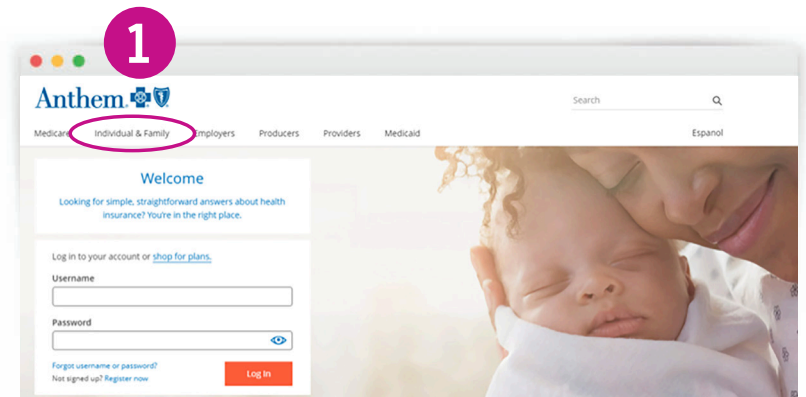 1
Anthem
Search
Medicare Individual & Family Employers Producers Providers Medicaid Espanol
Welcome
Looking for simple, straightforward answers about health
insurance? You're in the right place.
Log in to your account or shop for plans.
Username
Password
Forgot username or password?
Not signed up? Register now
Log In